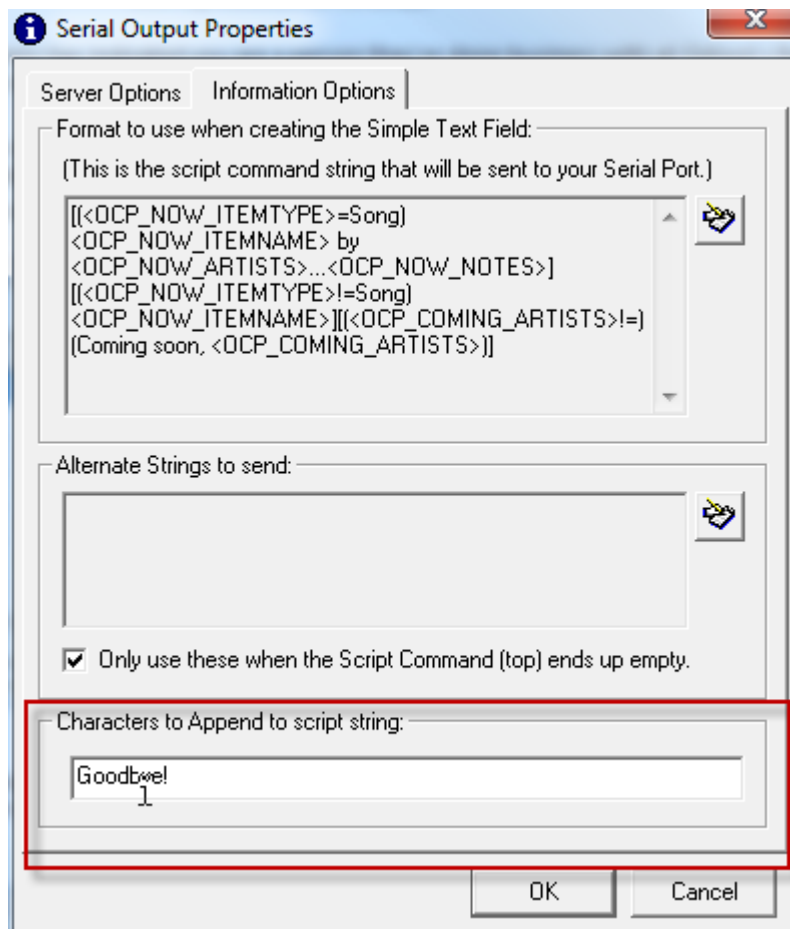 Serial Output Properties
Server Options
Information Options
Format to use when creating the Simple Text Field:
(This is the script command string that will be sent to your Serial Port.)
[(<OCP_NOW_ITEMTYPE>=Song)
<OCP_NOW_ITEMNAME> by
<OCP_NOW_ARTISTS>...<OCP_NOW_NOTES>]
[(<OCP_NOW_ITEMTYPE>!=Song)
<OCP_NOW_ITEMNAME>][(<OCP_COMING_ARTISTS>!=)
(Coming soon, <OCP_COMING_ARTISTS>)]
Alternate Strings to send:
Only use these when the Script Command (top) ends up empty.
Characters to Append to script string:
Goodbye!
OK
Cancel